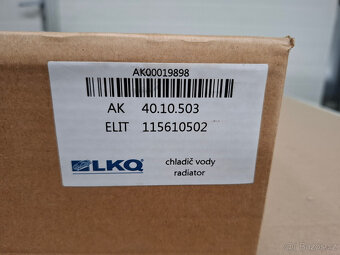 AK00019898
AK 40.10.503
ELIT 115610502
LKQ
chladič vody
radiator